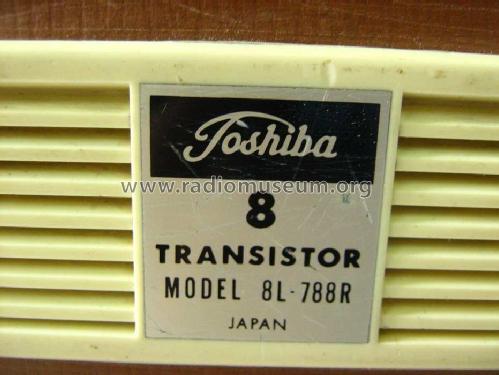 Toshiba
www.radiomuseum.org
8
TRANSISTOR
MODEL 8L-788R
JAPAN